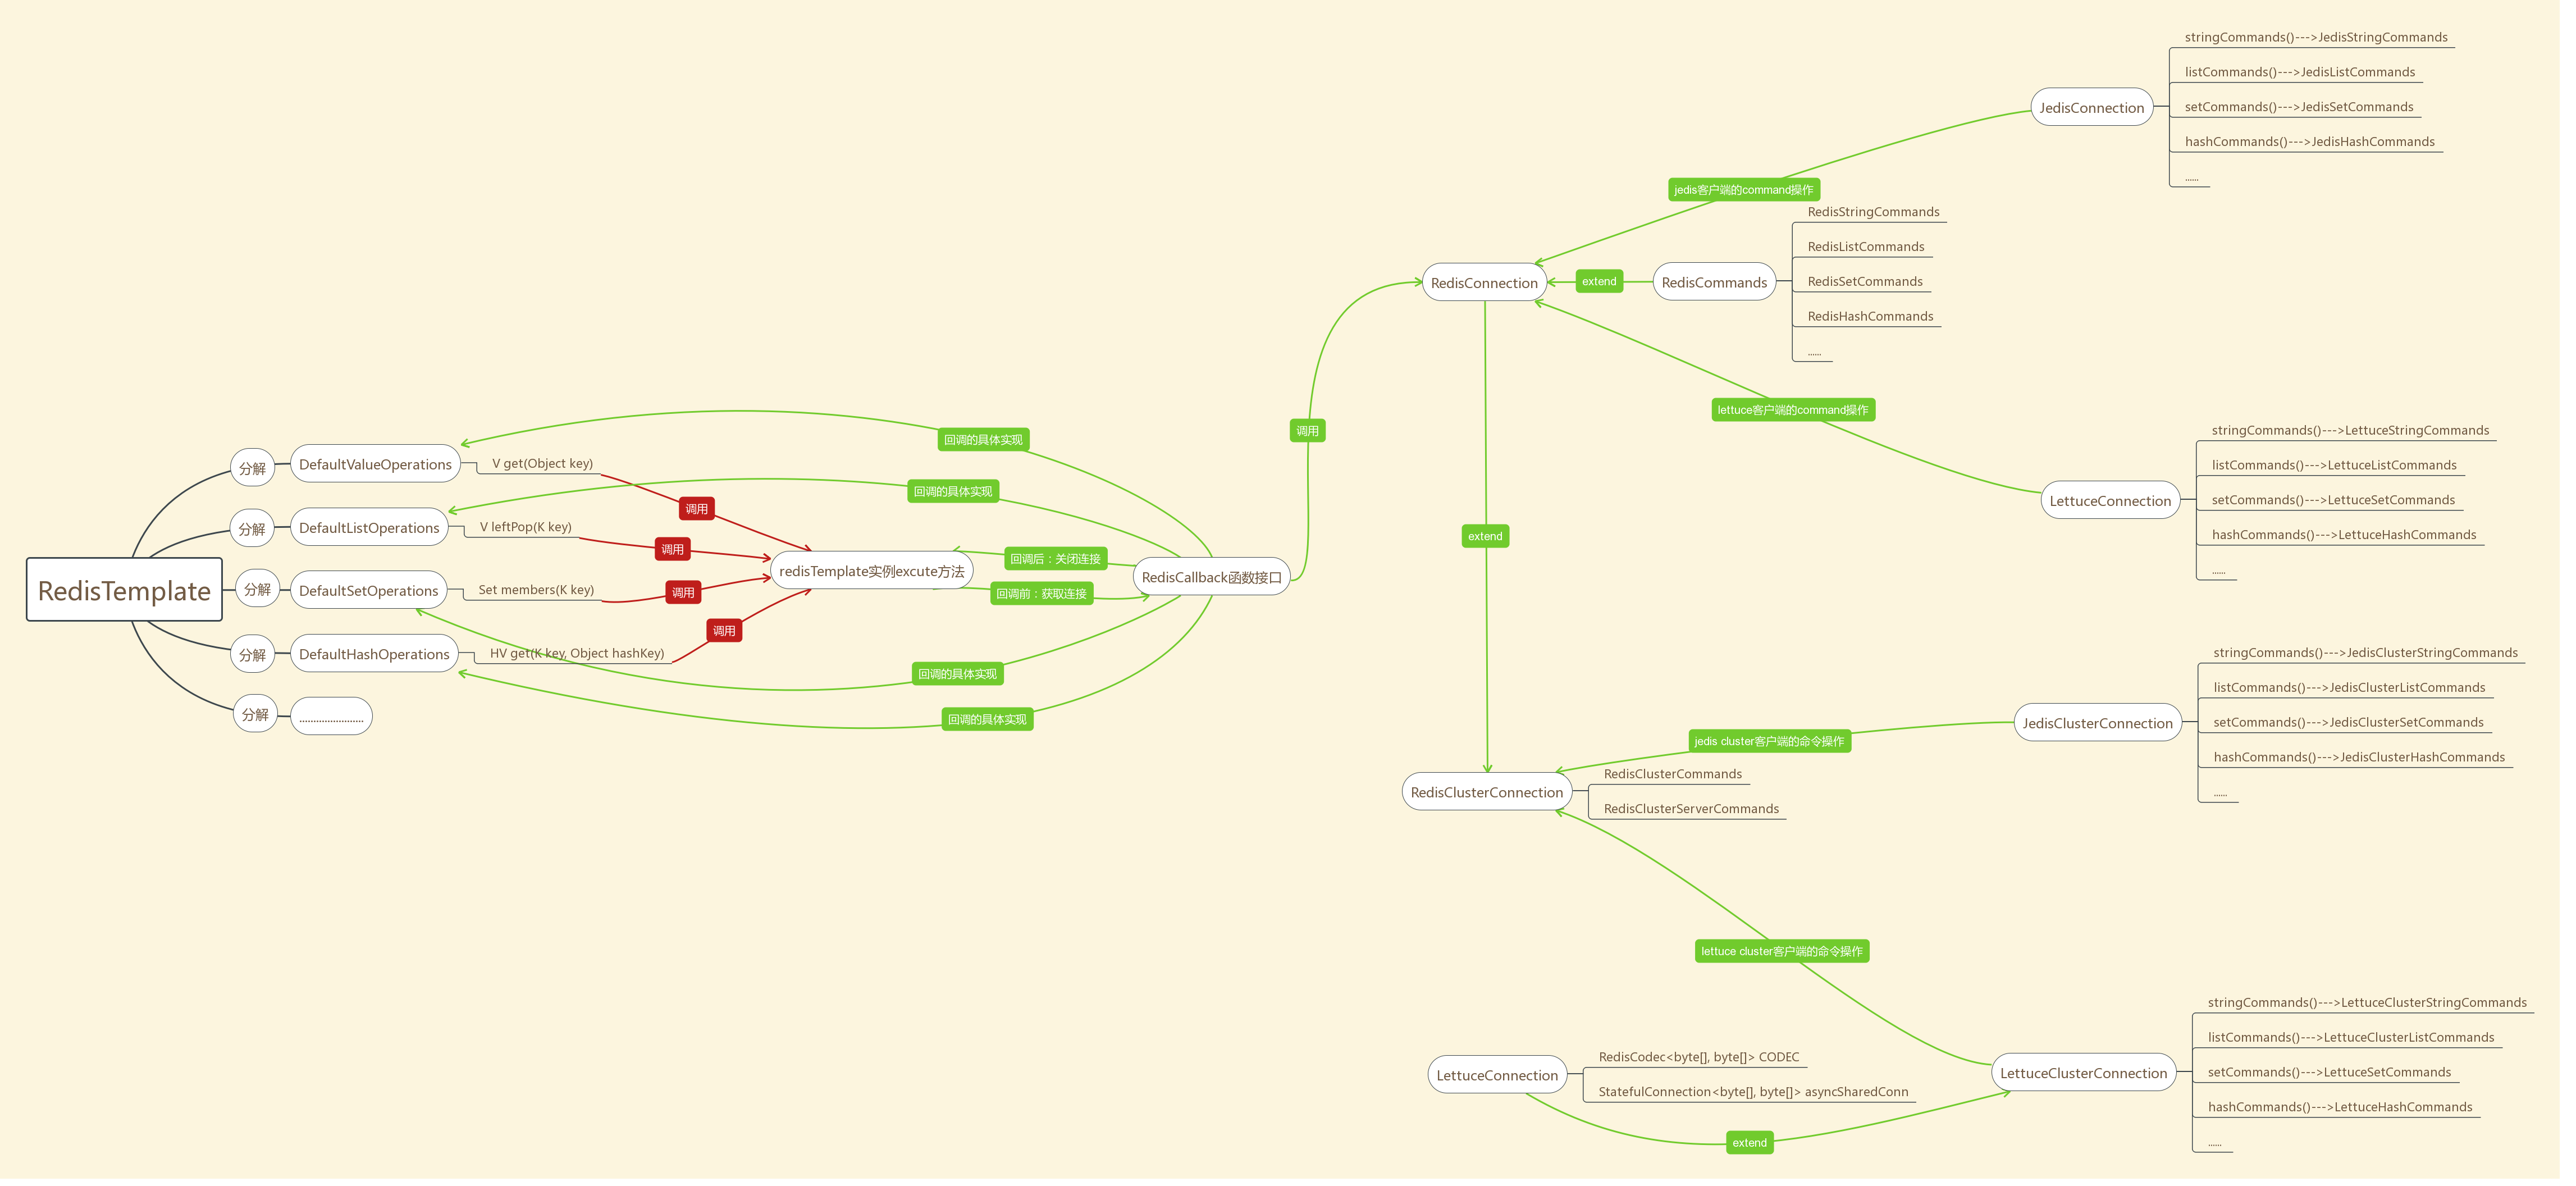 RedisTemplate
分解
DefaultValueOperations
V get(Object key)
调用
分解
DefaultListOperations
V leftPop(K key)
调用
分解
DefaultSetOperations
Set members(K key)
调用
分解
DefaultHashOperations
HV get(K key, Object hashKey)
调用
分解
.......................
redisTemplate实例excute方法
回调后：关闭连接
回调前：获取连接
RedisCallback函数接口
回调的具体实现
回调的具体实现
回调的具体实现
回调的具体实现
调用
RedisConnection
extend
RedisCommands
RedisStringCommands
RedisListCommands
RedisSetCommands
RedisHashCommands
......
jedis客户端的command操作
JedisConnection
stringCommands()--->JedisStringCommands
listCommands()--->JedisListCommands
setCommands()--->JedisSetCommands
hashCommands()--->JedisHashCommands
......
lettuce客户端的command操作
LettuceConnection
stringCommands()--->LettuceStringCommands
listCommands()--->LettuceListCommands
setCommands()--->LettuceSetCommands
hashCommands()--->LettuceHashCommands
......
extend
RedisClusterConnection
RedisClusterCommands
RedisClusterServerCommands
jedis cluster客户端的命令操作
JedisClusterConnection
stringCommands()--->JedisClusterStringCommands
listCommands()--->JedisClusterListCommands
setCommands()--->JedisClusterSetCommands
hashCommands()--->JedisClusterHashCommands
......
lettuce cluster客户端的命令操作
LettuceConnection
RedisCodec<byte[], byte[]> CODEC
StatefulConnection<byte[], byte[]> asyncSharedConn
extend
LettuceClusterConnection
stringCommands()--->LettuceClusterStringCommands
listCommands()--->LettuceClusterListCommands
setCommands()--->LettuceSetCommands
hashCommands()--->LettuceHashCommands
......